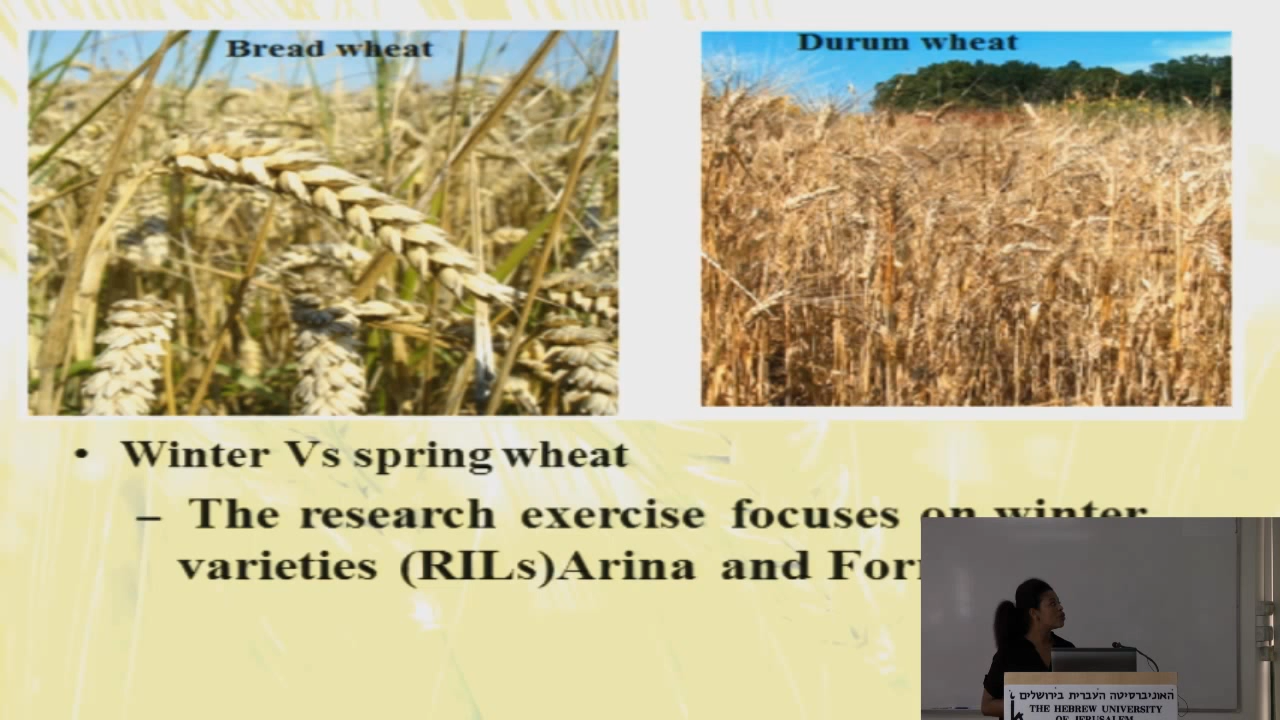 Bread wheat
Durum wheat
• Winter Vs spring wheat
– The research exercise focuses on winter
varieties (RILs)Arina and
האוניברסיטה העברית בירושלים
THE HEBREW UNIVERSITY
OF JERUSALEM